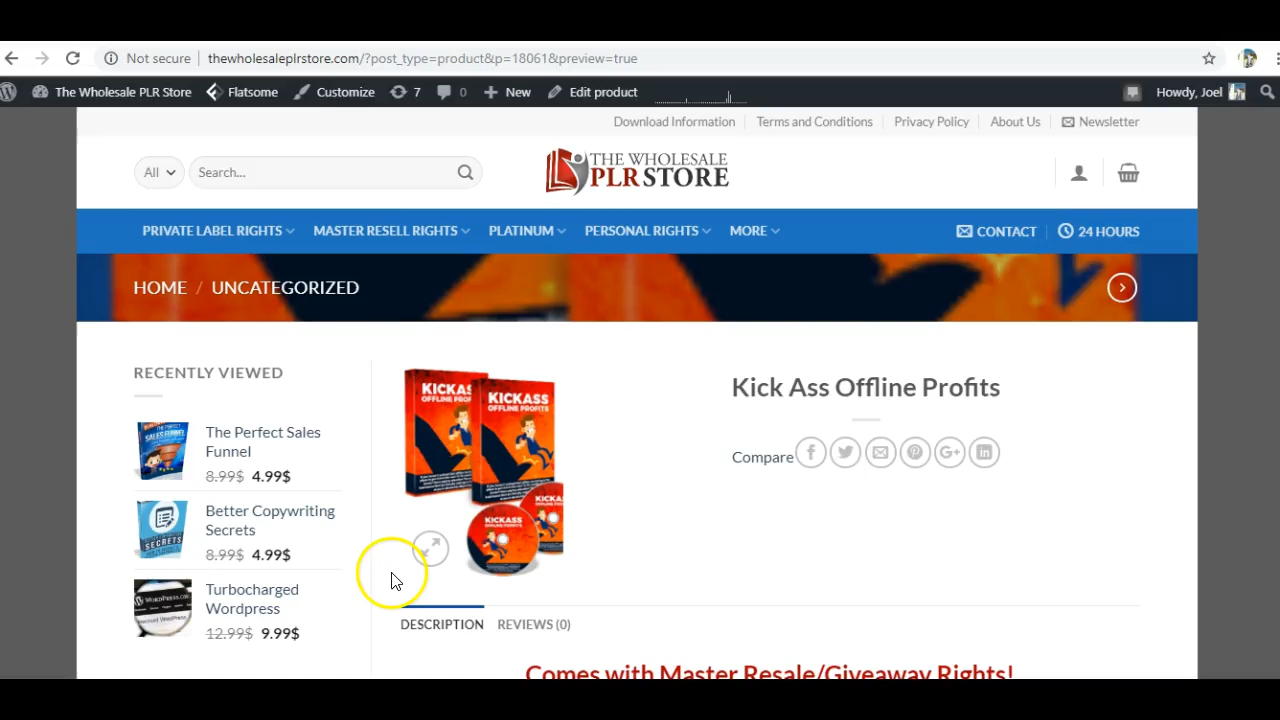 Not secure thewholesaleplrstore.com/?post_type=product&p=18061&preview=true
The Wholesale PLR Store Flatsome Customize 7 0 New Edit product Howdy, Joel
Download Information Terms and Conditions Privacy Policy About Us Newsletter
All Search... THE WHOLESALE
PLR STORE
PRIVATE LABEL RIGHTS MASTER RESELL RIGHTS PLATINUM PERSONAL RIGHTS MORE CONTACT 24 HOURS
HOME / UNCATEGORIZED
RECENTLY VIEWED
The Perfect Sales
Funnel
8.99$ 4.99$
Better Copywriting
Secrets
8.99$ 4.99$
Turbocharged
Wordpress
12.99$ 9.99$
KICKASS
OFFLINE PROFITS
KICKASS
OFFLINE PROFITS
KICKASS
Kick Ass Offline Profits
Compare
DESCRIPTION REVIEWS (0)
Comes with Master Resale/Giveaway Rights!